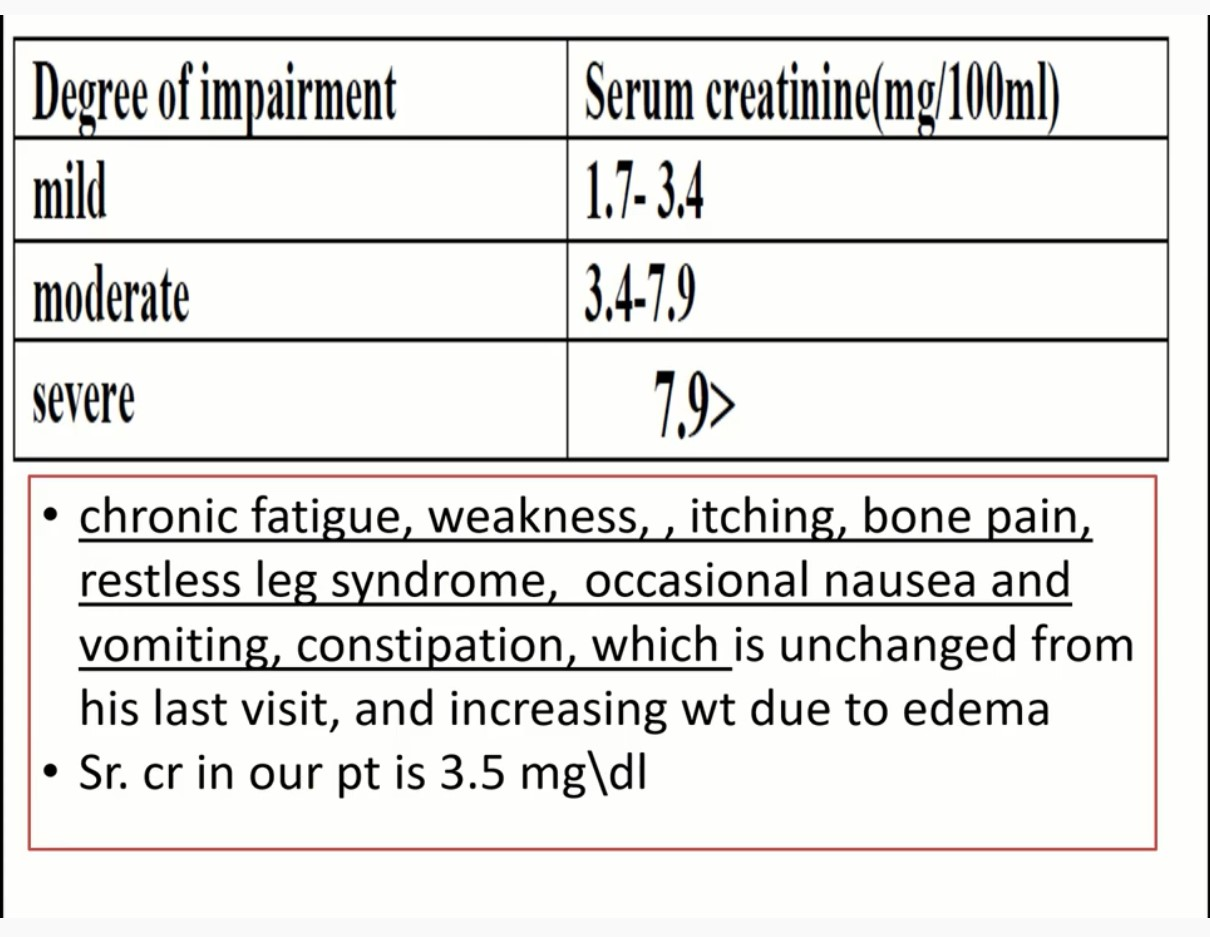 Degree of impairment Serum creatinine(mg/100ml)
mild 1.7- 3.4
moderate 3.4-7.9
severe 7.9>
• chronic fatigue, weakness, , itching, bone pain,
restless leg syndrome,  occasional nausea and
vomiting, constipation, which is unchanged from
his last visit, and increasing wt due to edema
• Sr. cr in our pt is 3.5 mg\dl